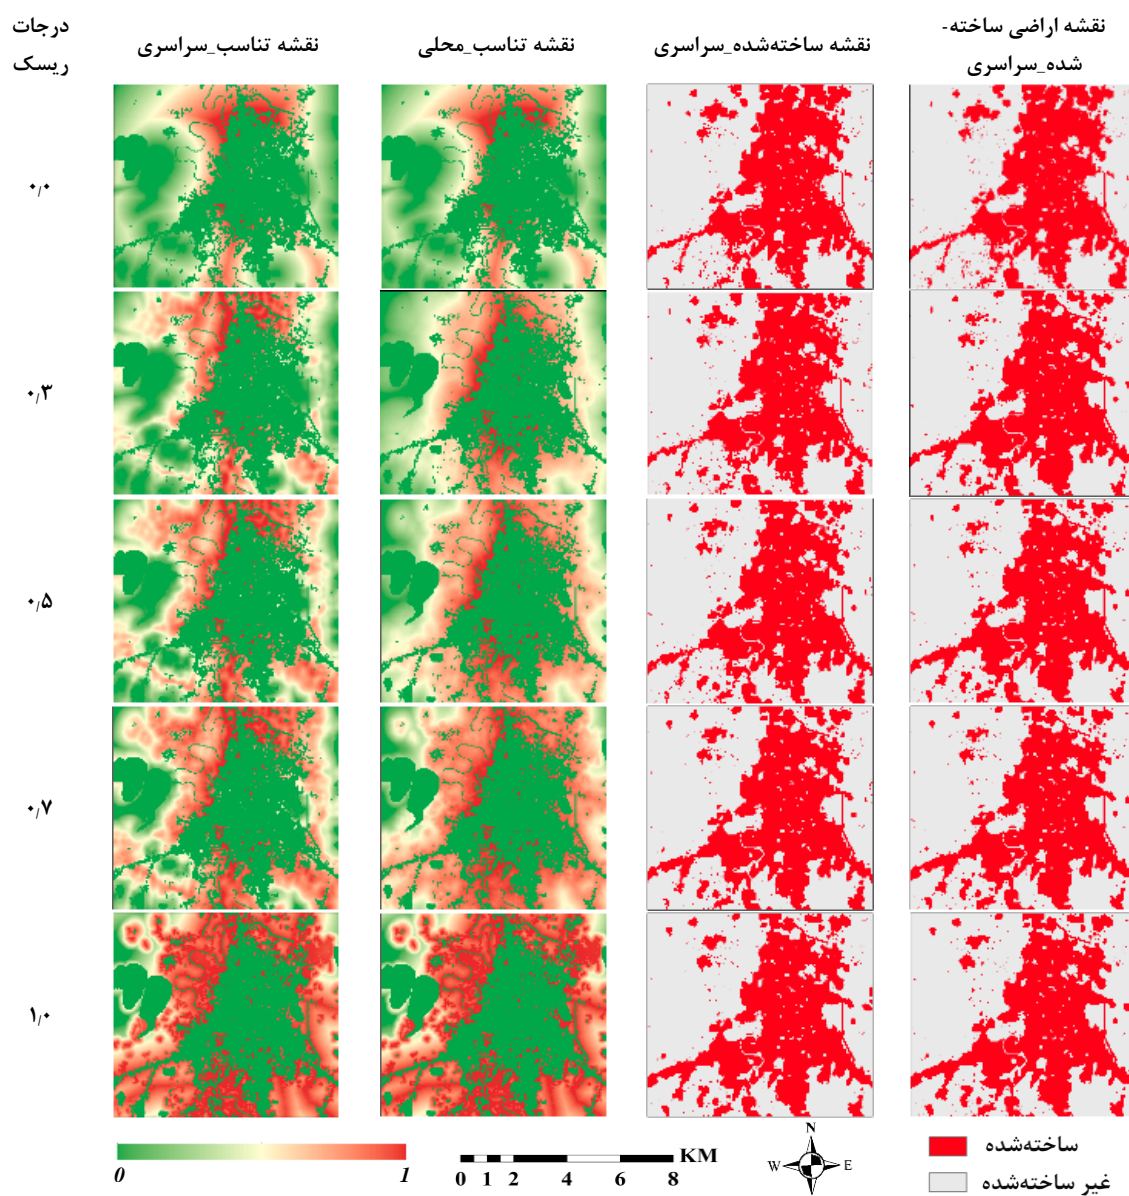 نقشه اراضی ساخته-
شده_سراسری
نقشه ساخته‌شده_سراسری
نقشه تناسب_محلی
نقشه تناسب_سراسری
درجات
ریسک
۰٫۰
۰٫۳
۰٫۵
۰٫۷
۱٫۰
0 1
0 1 2 4 6 8 KM
N
W E
S
ساخته‌شده
غیر ساخته‌شده